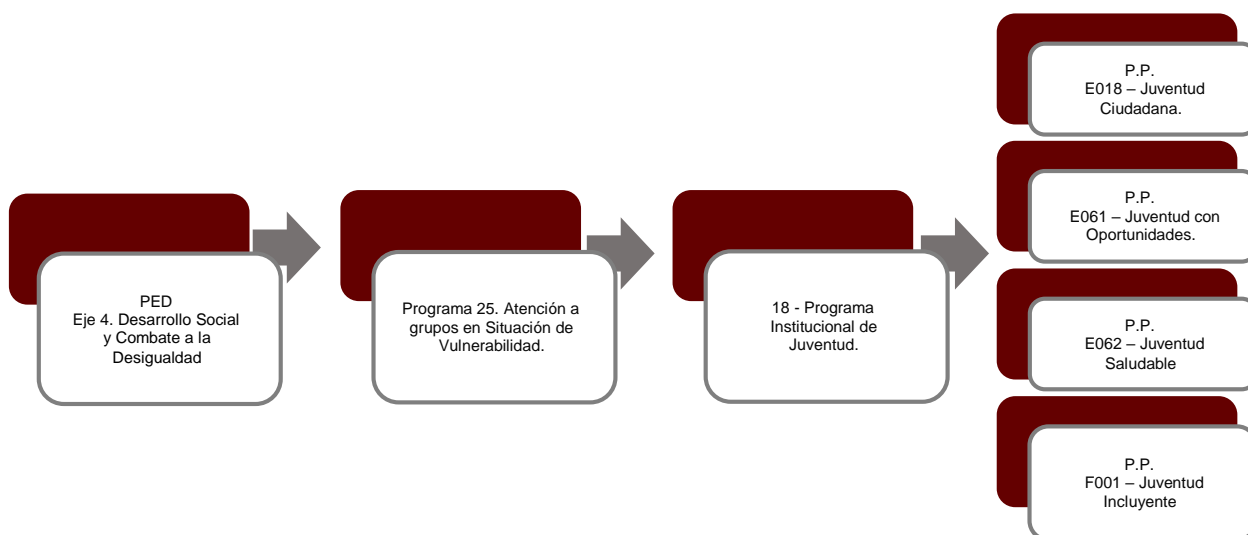 PED
Eje 4. Desarrollo Social
y Combate a la
Desigualdad
Programa 25. Atención a
grupos en Situación de
Vulnerabilidad.
18 - Programa
Institucional de
Juventud.
P.P.
E018 – Juventud
Ciudadana.
P.P.
E061 – Juventud con
Oportunidades.
P.P.
E062 – Juventud
Saludable
P.P.
F001 – Juventud
Incluyente